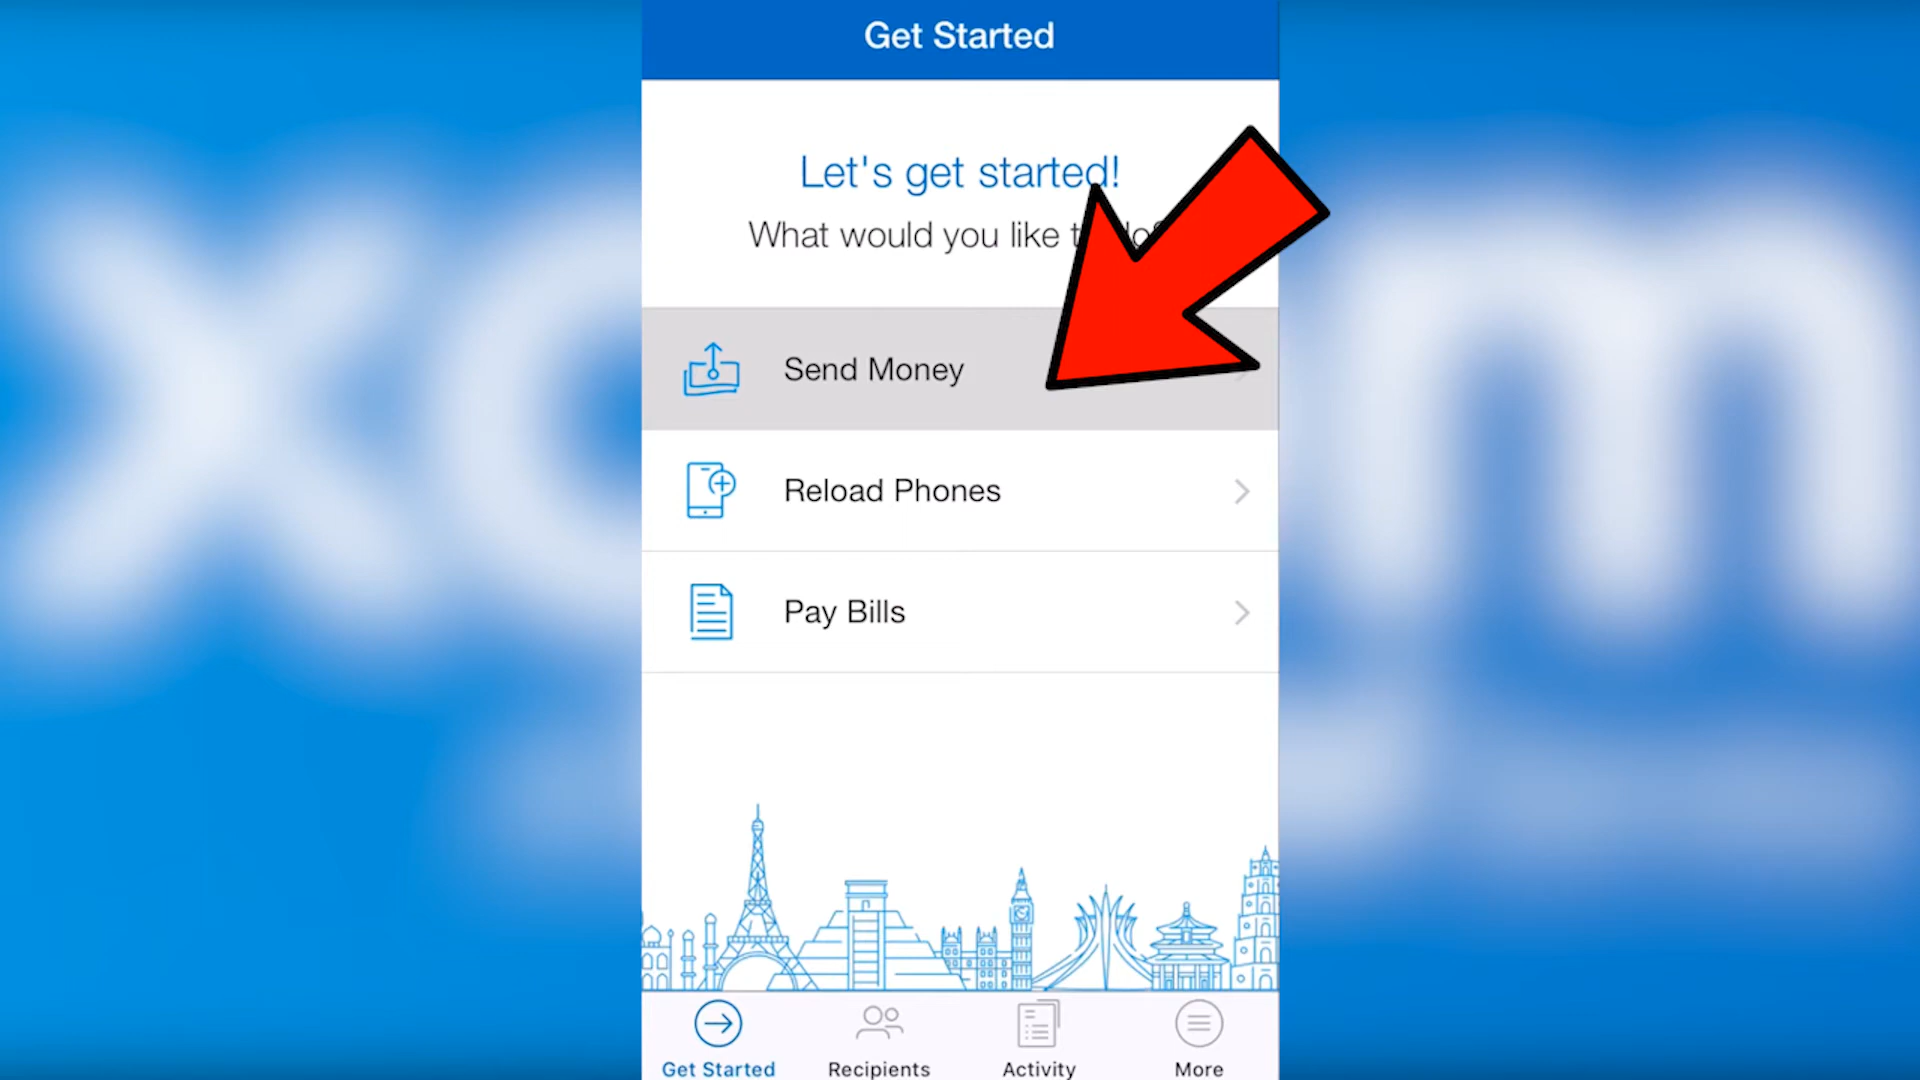 Get Started
Let's get started!
What would you like
Send Money
Reload Phones
Pay Bills
Get Started
Recipients
Activity
More